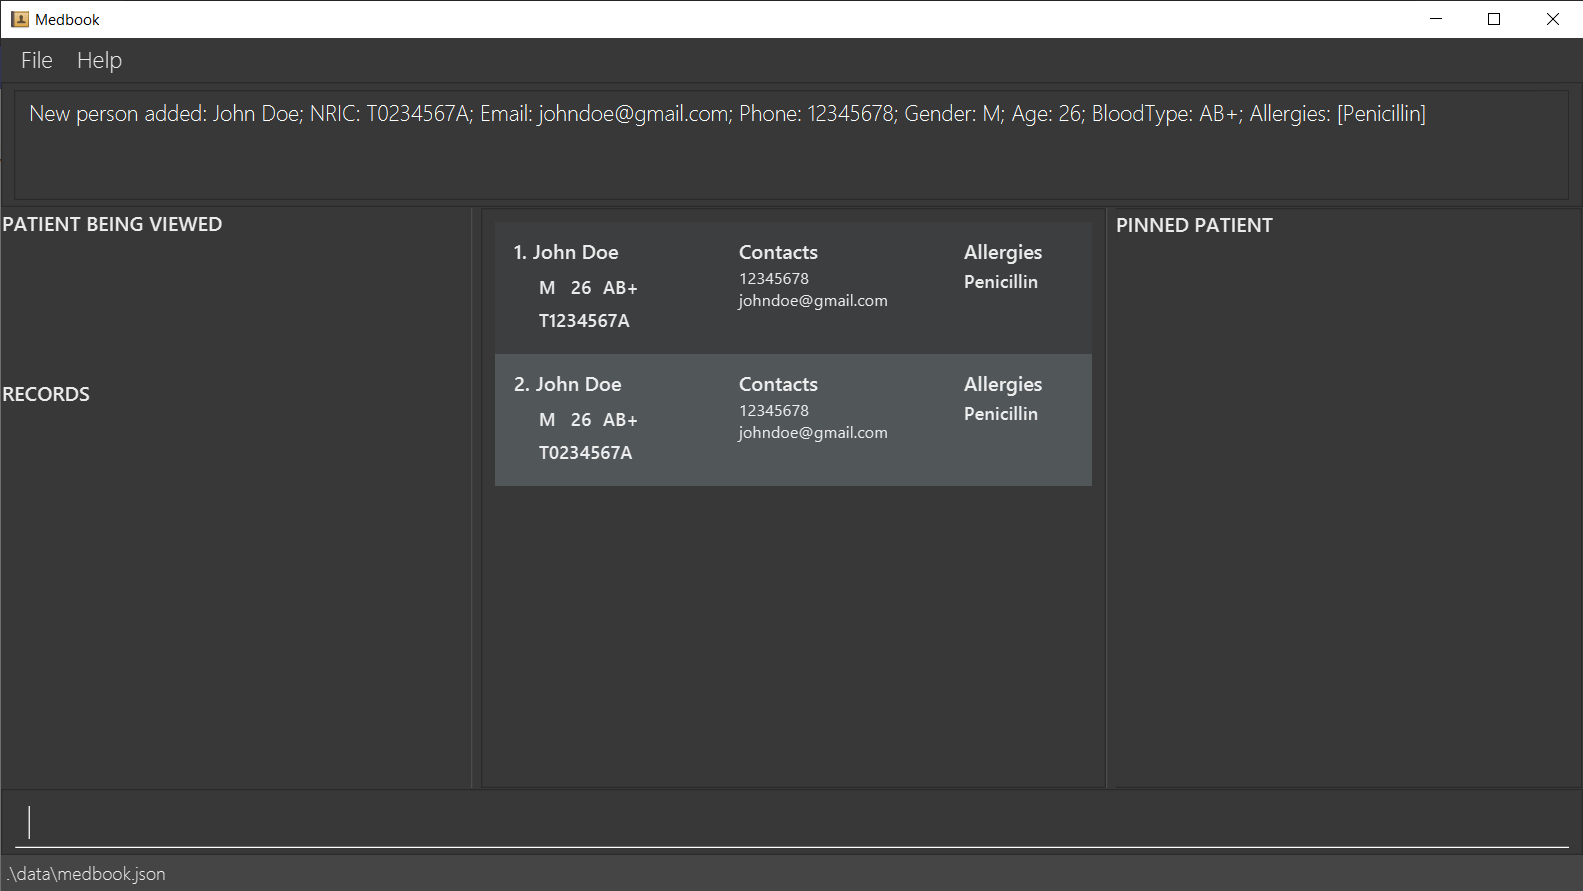 Medbook
File Help
New person added: John Doe; NRIC: T0234567A; Email: johndoe@gmail.com; Phone: 12345678; Gender: M; Age: 26; BloodType: AB+; Allergies: [Penicillin]
PATIENT BEING VIEWED
RECORDS
1. John Doe
M 26 AB+
T1234567A
Contacts
12345678
johndoe@gmail.com
Allergies
Penicillin
2. John Doe
M 26 AB+
T0234567A
Contacts
12345678
johndoe@gmail.com
Allergies
Penicillin
PINNED PATIENT
.\data\medbook.json